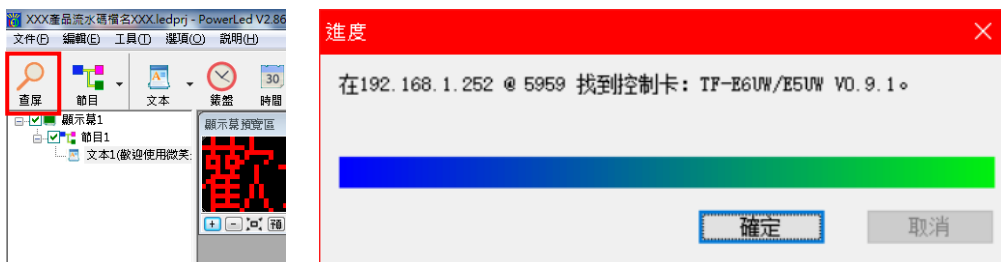 XXX產品流水碼檔名XXX.ledprj - PowerLed V2.86
文件(F) 編輯(E) 工具(T) 選項(O) 說明(H)
查屏 節目 文本 錶盤 時間
30
顯示幕1
節目1
文本1(歡迎使用微笑:
顯示幕預覽區
歡
預
進度
在192.168.1.252 @ 5959 找到控制卡: TF-E6UW/E5UW V0.9.1。
確定 取消